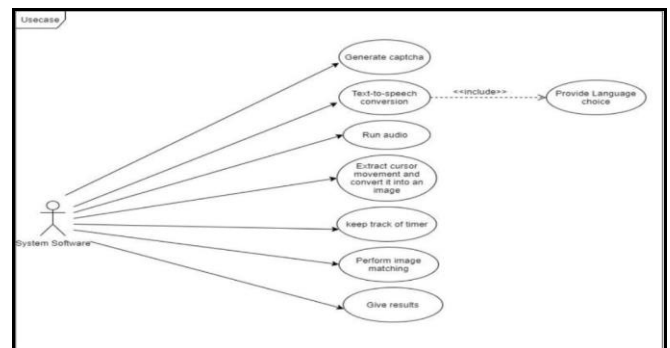 Usecase
Generate captcha
Text-to-speech
conversion
<<include>>
Provide Language
choice
Run audio
Extract cursor
movement and
convert it into an
image
keep track of timer
System Software
Perform image
matching
Give results